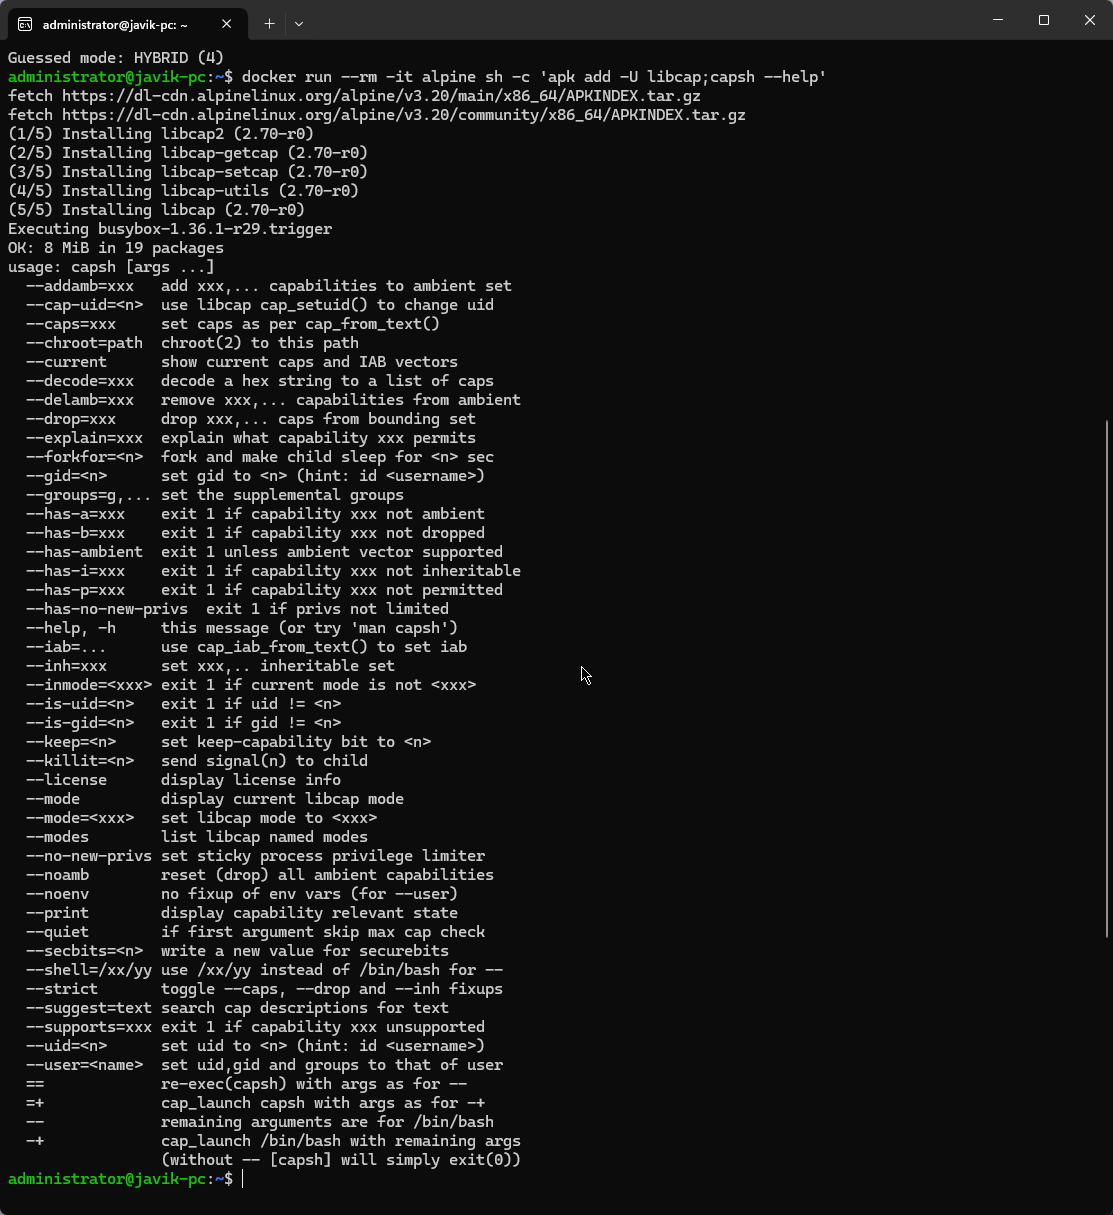 administrator@javik-pc: ~
Guessed mode: HYBRID (4)
administrator@javik-pc:~$ docker run --rm -it alpine sh -c 'apk add -U libcap;capsh --help'
fetch https://dl-cdn.alpinelinux.org/alpine/v3.20/main/x86_64/APKINDEX.tar.gz
fetch https://dl-cdn.alpinelinux.org/alpine/v3.20/community/x86_64/APKINDEX.tar.gz
(1/5) Installing libcap2 (2.70-r0)
(2/5) Installing libcap-getcap (2.70-r0)
(3/5) Installing libcap-setcap (2.70-r0)
(4/5) Installing libcap-utils (2.70-r0)
(5/5) Installing libcap (2.70-r0)
Executing busybox-1.36.1-r29.trigger
OK: 8 MiB in 19 packages
usage: capsh [args ...]
  --addamb=xxx   add xxx,... capabilities to ambient set
  --cap-uid=<n>  use libcap cap_setuid() to change uid
  --caps=xxx     set caps as per cap_from_text()
  --chroot=path  chroot(2) to this path
  --current      show current caps and IAB vectors
  --decode=xxx   decode a hex string to a list of caps
  --delamb=xxx   remove xxx,... capabilities from ambient
  --drop=xxx     drop xxx,... caps from bounding set
  --explain=xxx  explain what capability xxx permits
  --forkfor=<n>  fork and make child sleep for <n> sec
  --gid=<n>      set gid to <n> (hint: id <username>)
  --groups=g,... set the supplemental groups
  --has-a=xxx    exit 1 if capability xxx not ambient
  --has-b=xxx    exit 1 if capability xxx not dropped
  --has-ambient  exit 1 unless ambient vector supported
  --has-i=xxx    exit 1 if capability xxx not inheritable
  --has-p=xxx    exit 1 if capability xxx not permitted
  --has-no-new-privs  exit 1 if privs not limited
  --help, -h     this message (or try 'man capsh')
  --iab=...      use cap_iab_from_text() to set iab
  --inh=xxx      set xxx,.. inheritable set
  --inmode=<xxx> exit 1 if current mode is not <xxx>
  --is-uid=<n>   exit 1 if uid != <n>
  --is-gid=<n>   exit 1 if gid != <n>
  --keep=<n>     set keep-capability bit to <n>
  --killit=<n>   send signal(n) to child
  --license      display license info
  --mode         display current libcap mode
  --mode=<xxx>   set libcap mode to <xxx>
  --modes        list libcap named modes
  --no-new-privs set sticky process privilege limiter
  --noamb        reset (drop) all ambient capabilities
  --noenv        no fixup of env vars (for --user)
  --print        display capability relevant state
  --quiet        if first argument skip max cap check
  --secbits=<n>  write a new value for securebits
  --shell=/xx/yy use /xx/yy instead of /bin/bash for --
  --strict       toggle --caps, --drop and --inh fixups
  --suggest=text search cap descriptions for text
  --supports=xxx exit 1 if capability xxx unsupported
  --uid=<n>      set uid to <n> (hint: id <username>)
  --user=<name>  set uid,gid and groups to that of user
  ==             re-exec(capsh) with args as for --
  =+             cap_launch capsh with args as for -+
  --             remaining arguments are for /bin/bash
  -+             cap_launch /bin/bash with remaining args
                 (without -- [capsh] will simply exit(0))
administrator@javik-pc:~$